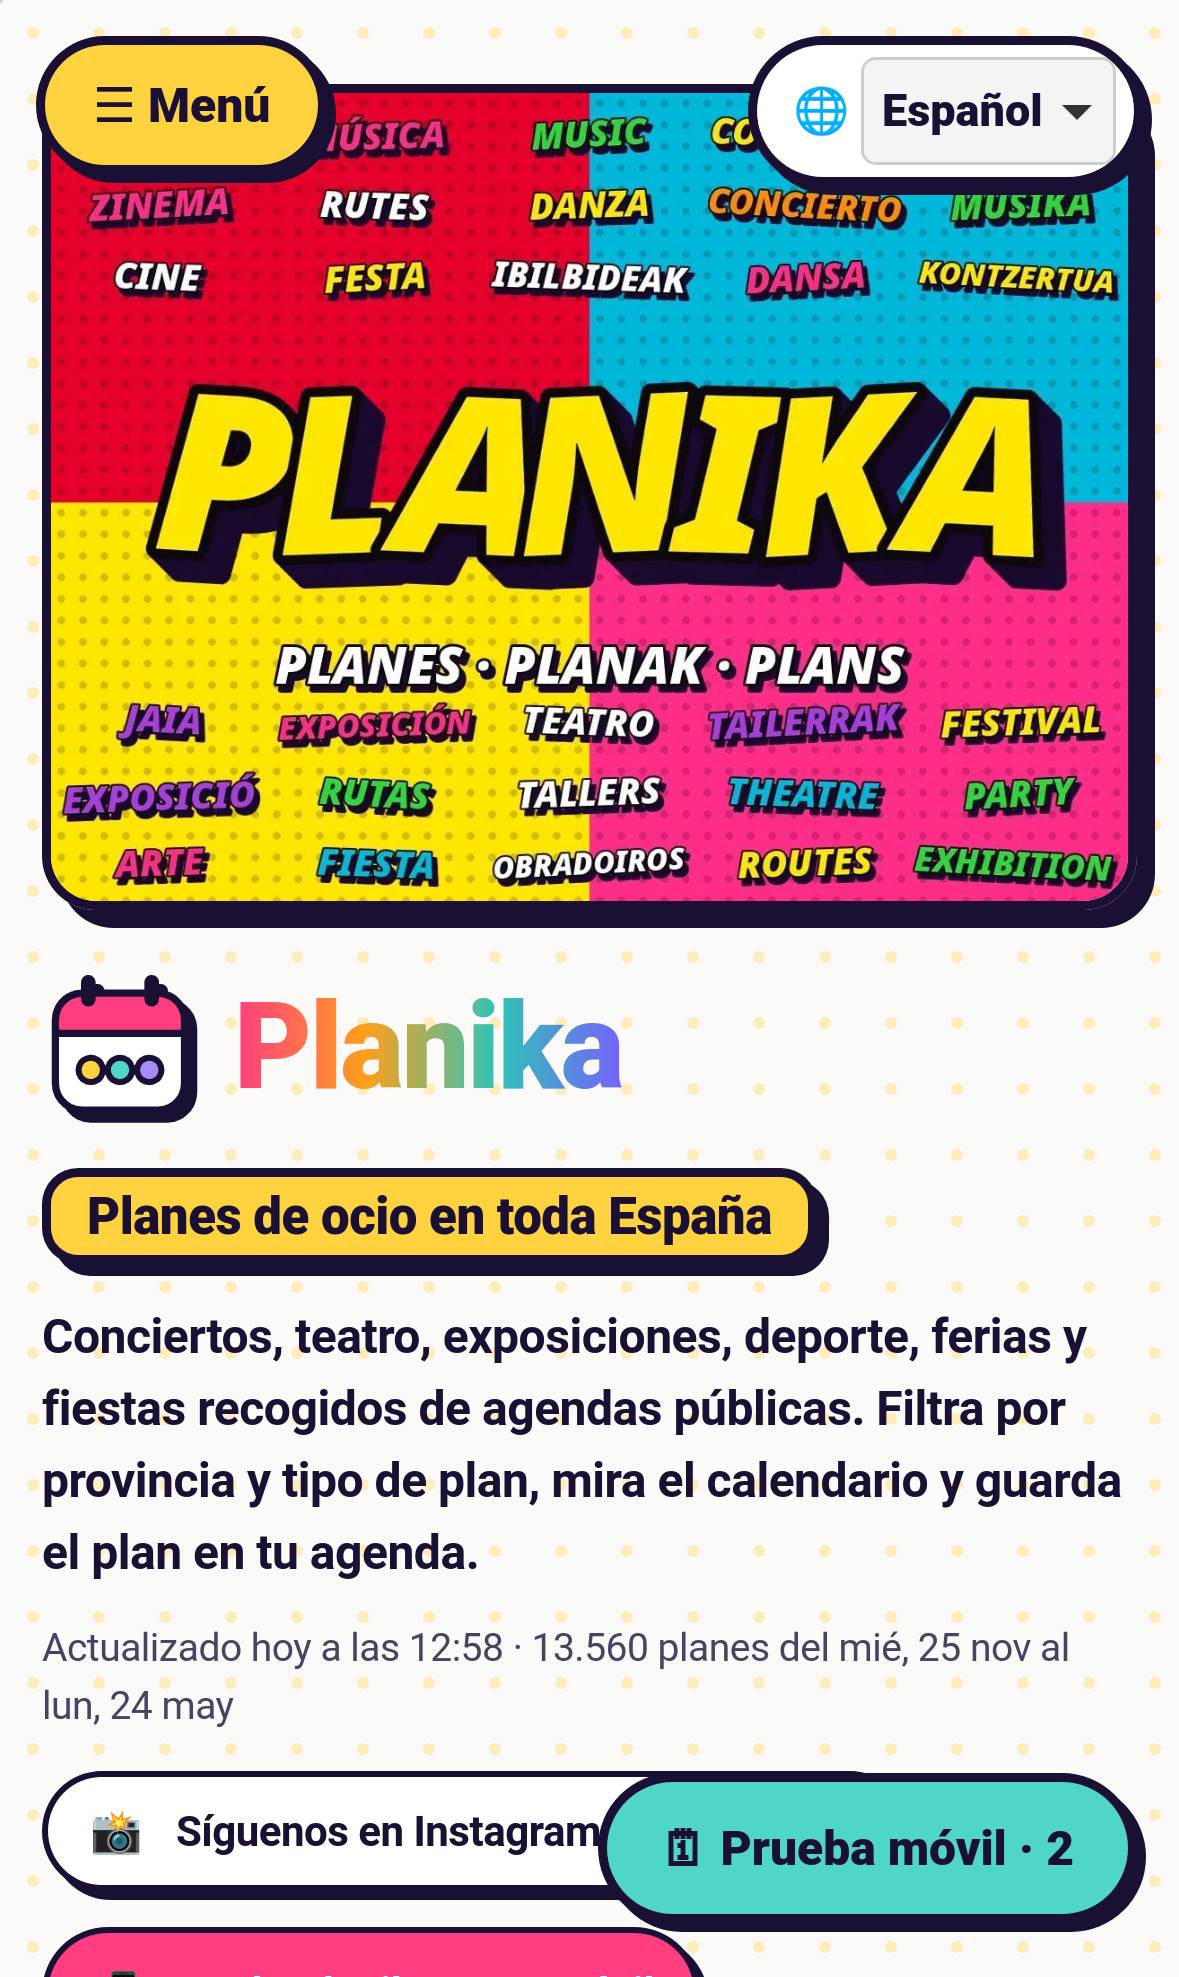 ☰ Menú
🌐 Español
MÚSICA MUSIC
ZINEMA RUTES DANZA CONCIERTO MUSIKA
CINE FESTA IBILBIDEAK DANSA KONTZERTUA
PLANIKA
PLANES · PLANAK · PLANS
JAIA EXPOSICIÓN TEATRO TAILERRAK FESTIVAL
EXPOSICIÓ RUTAS TALLERS THEATRE PARTY
ARTE FIESTA OBRADOIROS ROUTES EXHIBITION
Planika
Planes de ocio en toda España
Conciertos, teatro, exposiciones, deporte, ferias y
fiestas recogidos de agendas públicas. Filtra por
provincia y tipo de plan, mira el calendario y guarda
el plan en tu agenda.
Actualizado hoy a las 12:58 · 13.560 planes del mié, 25 nov al
lun, 24 may
📸 Síguenos en Instagram
🗓 Prueba móvil · 2